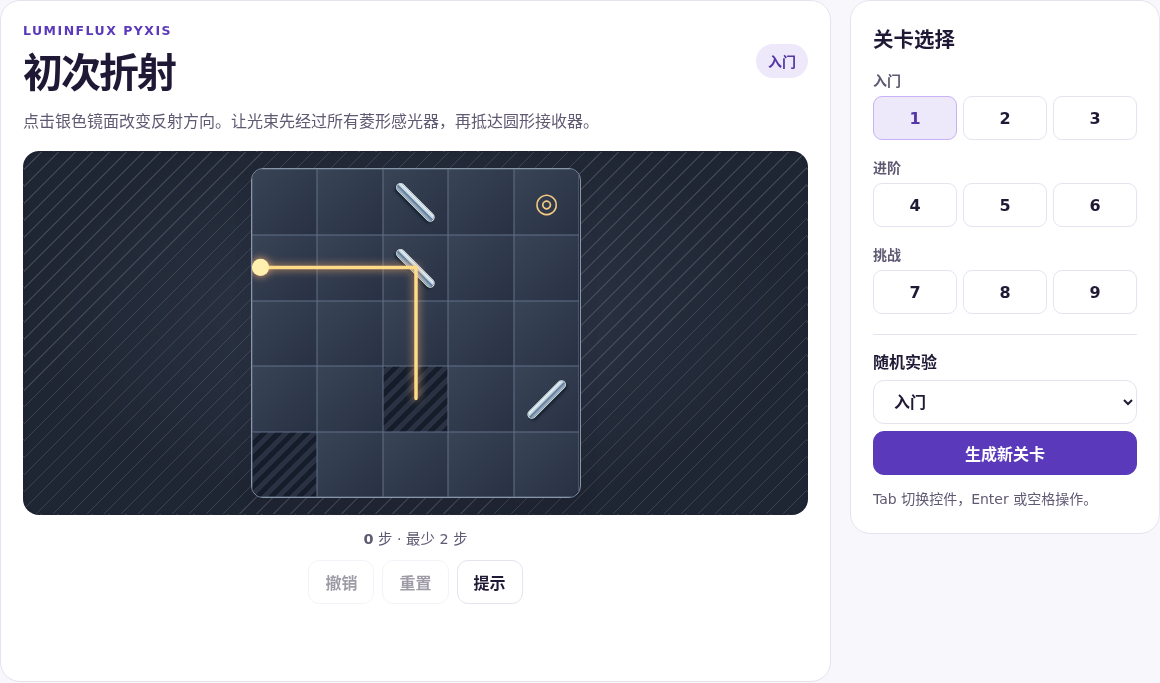 LUMINFLUX PYXIS
初次折射
入门
点击银色镜面改变反射方向。让光束先经过所有菱形感光器，再抵达圆形接收器。
0 步 · 最少 2 步
撤销 重置 提示
关卡选择
入门
1 2 3
进阶
4 5 6
挑战
7 8 9
随机实验
入门
生成新关卡
Tab 切换控件，Enter 或空格操作。